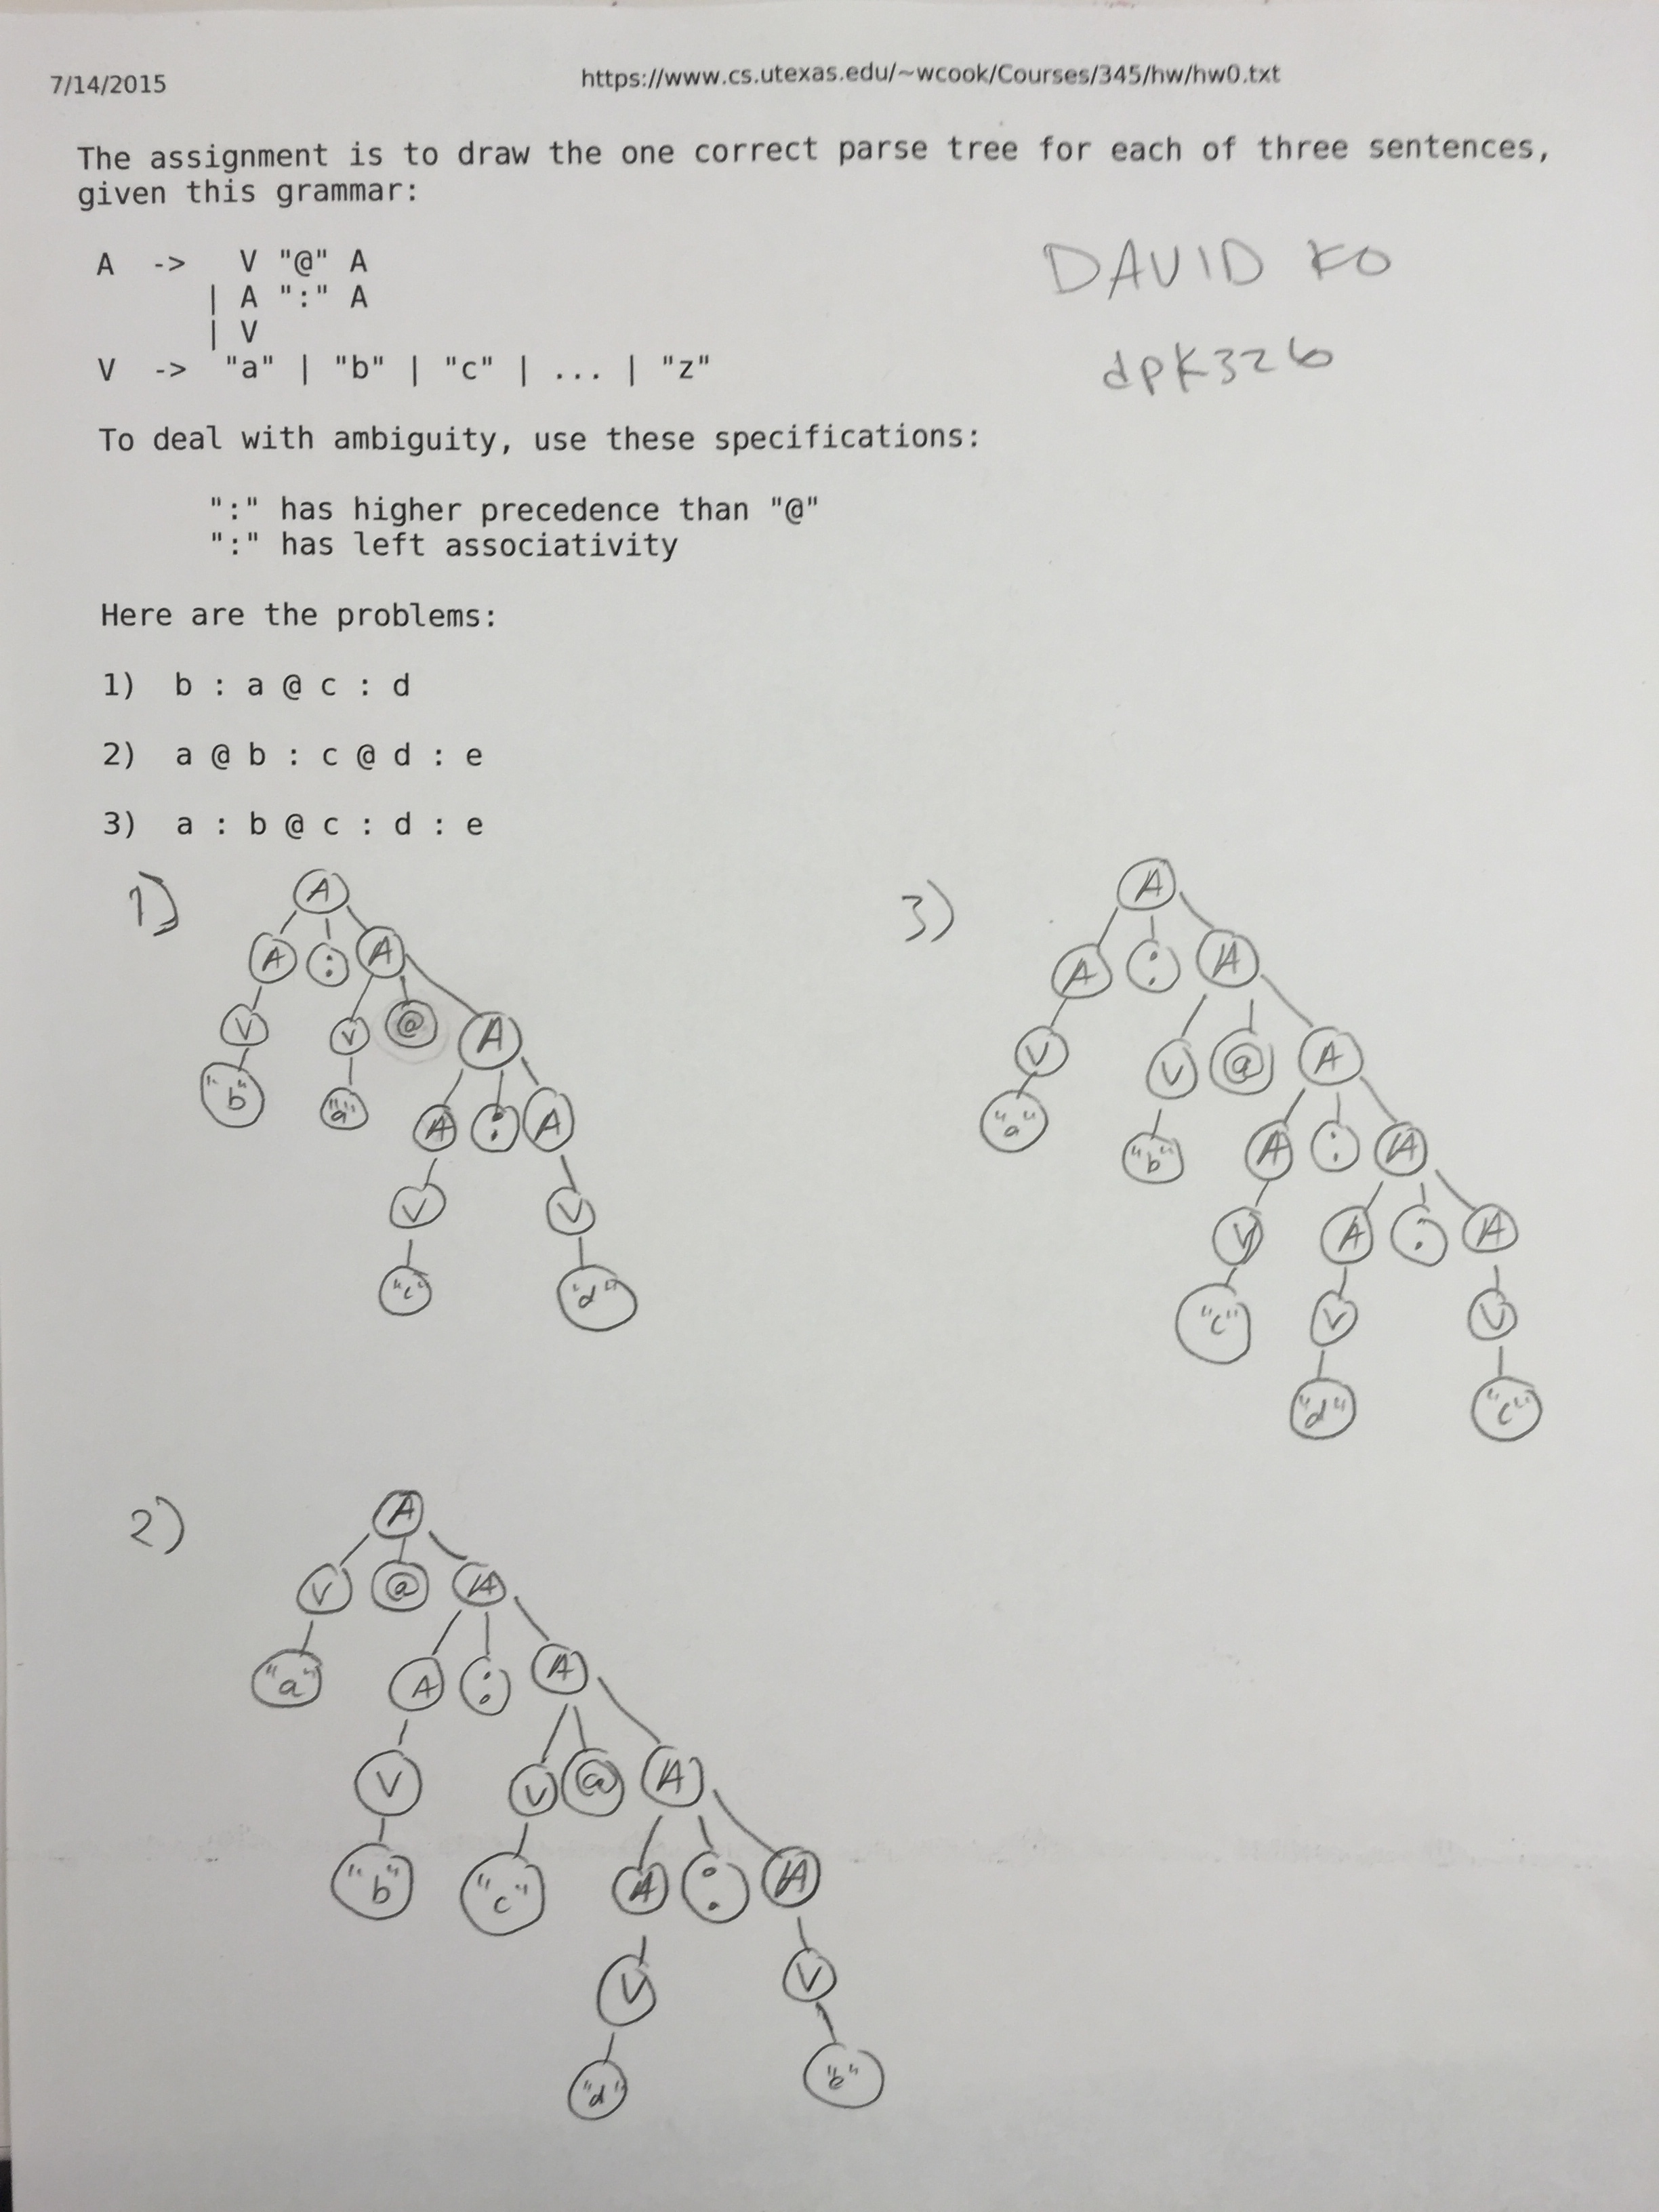 7/14/2015 https://www.cs.utexas.edu/~wcook/Courses/345/hw/hw0.txt
The assignment is to draw the one correct parse tree for each of three sentences,
given this grammar:
A -> V "@" A
| A ":" A
| V
V -> "a" | "b" | "c" | ... | "z"
DAVID KO
dpk326
To deal with ambiguity, use these specifications:
":" has higher precedence than "@"
":" has left associativity
Here are the problems:
1) b : a @ c : d
2) a @ b : c @ d : e
3) a : b @ c : d : e
1)
A
A : A
V V @ A
"b" "a" A : A
V V
"c" "d"
3)
A
A : A
V V @ A
"a" "b" A : A
V A : A
"c" V V
"d" "c"
2)
A
V @ A
"a" A : A
V V @ A
"b" "c" A : A
V V
"d"